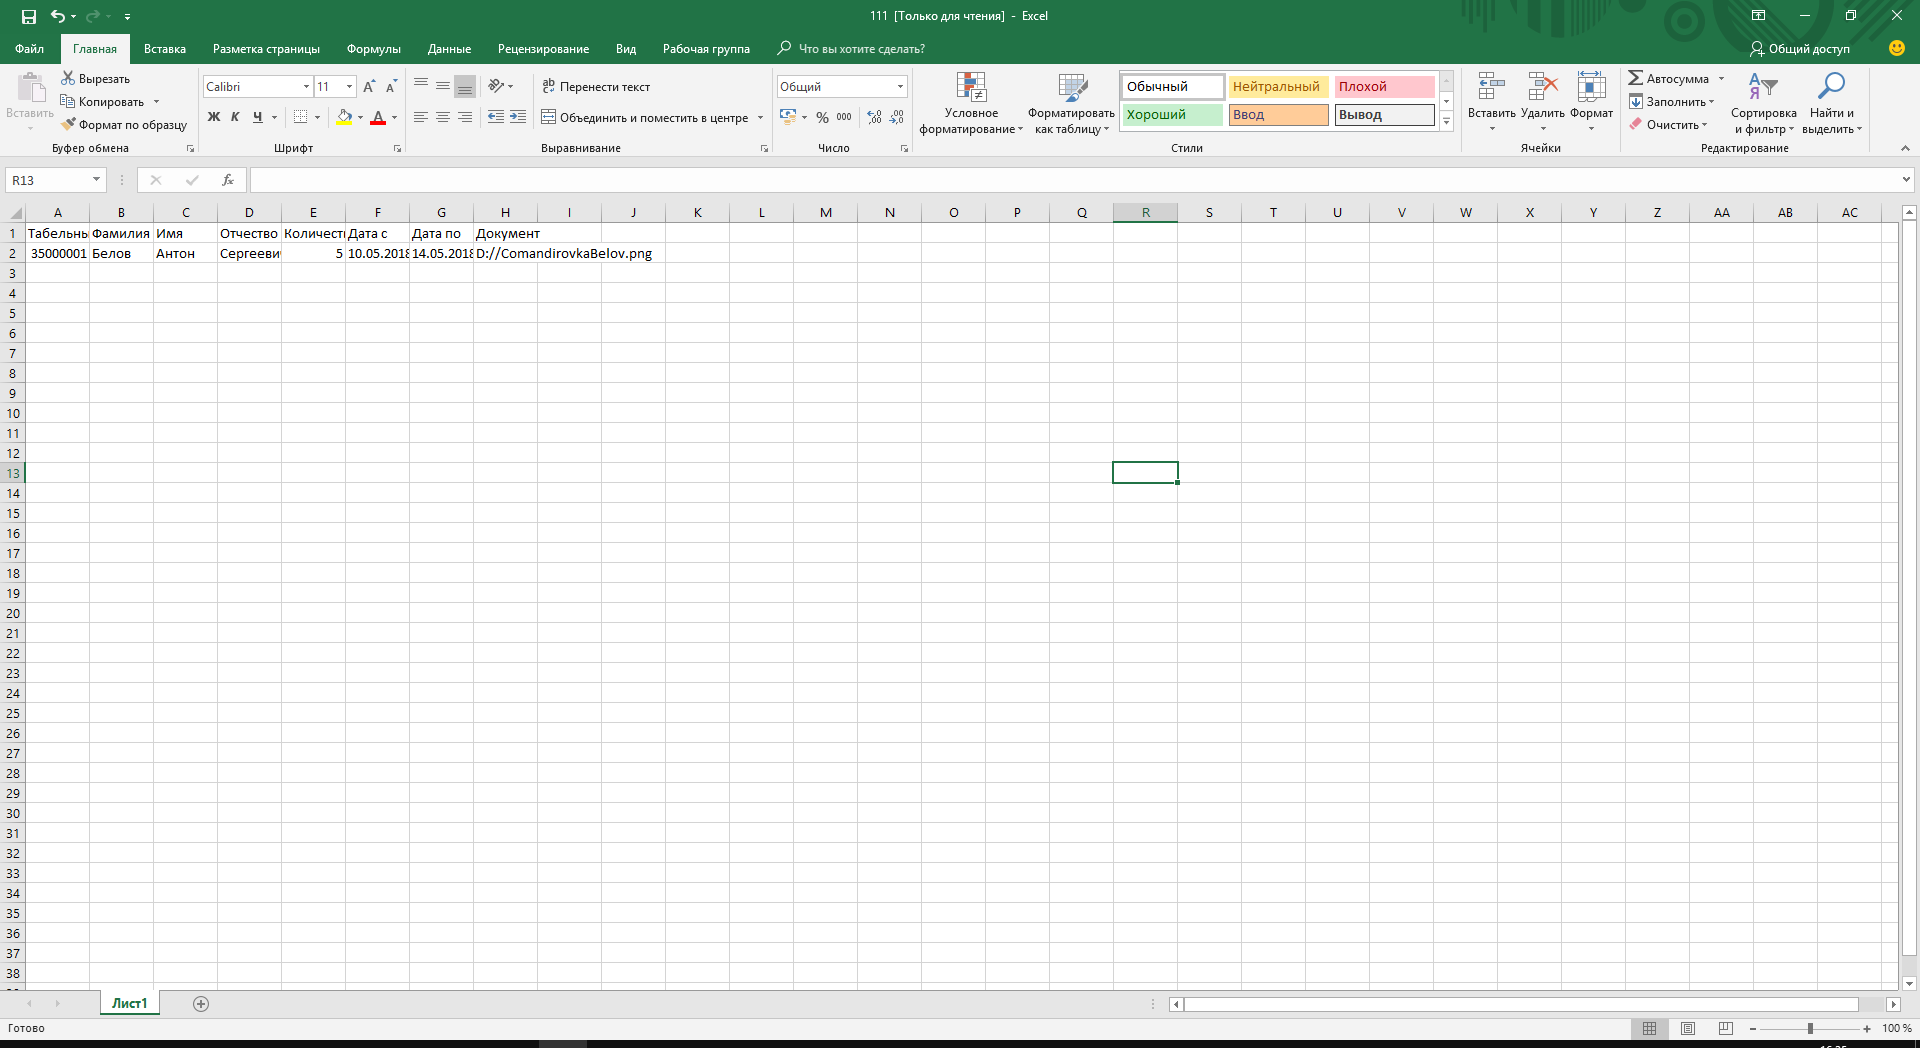 111 [Только для чтения] - Excel
Файл Главная Вставка Разметка страницы Формулы Данные Рецензирование Вид Рабочая группа Что вы хотите сделать? Общий доступ
Вставить
Вырезать
Копировать
Формат по образцу
Буфер обмена
Calibri 11
Ж К Ч
Шрифт
Перенести текст
Объединить и поместить в центре
Выравнивание
Общий
% 000
Число
Условное форматирование
Форматировать как таблицу
Обычный Нейтральный Плохой
Хороший Ввод Вывод
Стили
Вставить Удалить Формат
Ячейки
Автосумма
Заполнить
Очистить
Сортировка и фильтр
Найти и выделить
Редактирование
R13 fx
A B C D E F G H I J K L M N O P Q R S T U V W X Y Z AA AB AC
1 Табельны Фамилия Имя Отчество Количест Дата с Дата по Документ
2 35000001 Белов Антон Сергееви 5 10.05.2018 14.05.2018 D://ComandirovkaBelov.png
3
4
5
6
7
8
9
10
11
12
13
14
15
16
17
18
19
20
21
22
23
24
25
26
27
28
29
30
31
32
33
34
35
36
37
38
Лист1
Готово 100 %